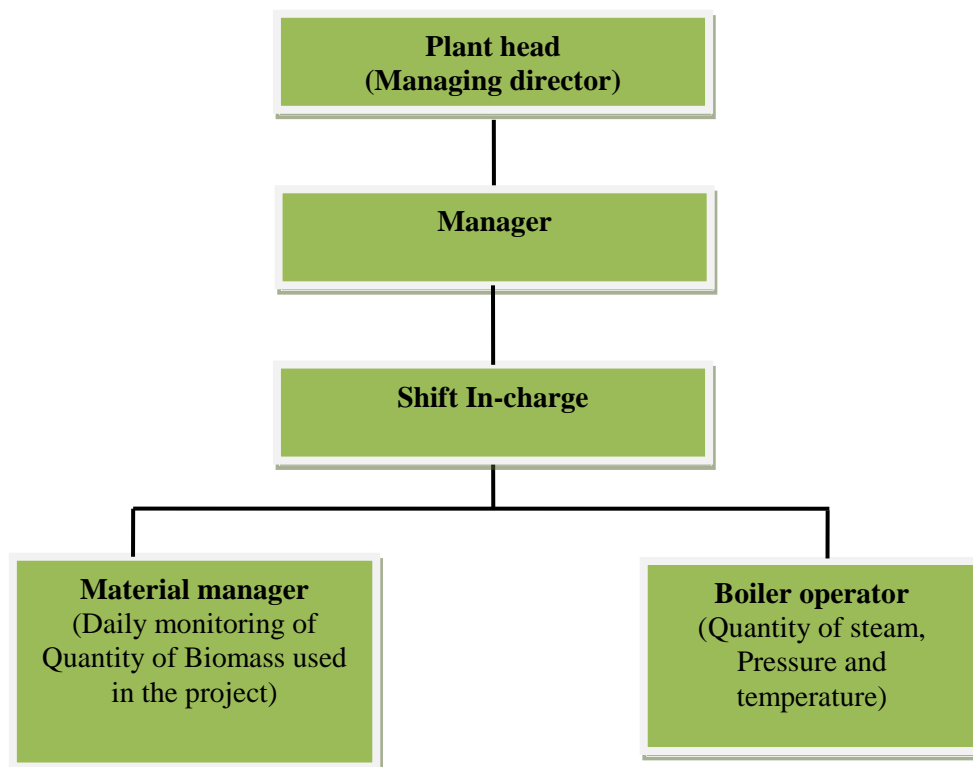 Plant head
(Managing director)
Manager
Shift In-charge
Material manager
(Daily monitoring of
Quantity of Biomass used
in the project)
Boiler operator
(Quantity of steam,
Pressure and
temperature)